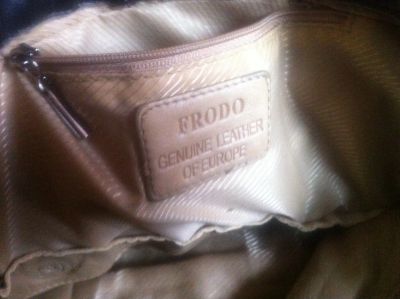 FRODO
GENUINE LEATHER
OF EUROPE